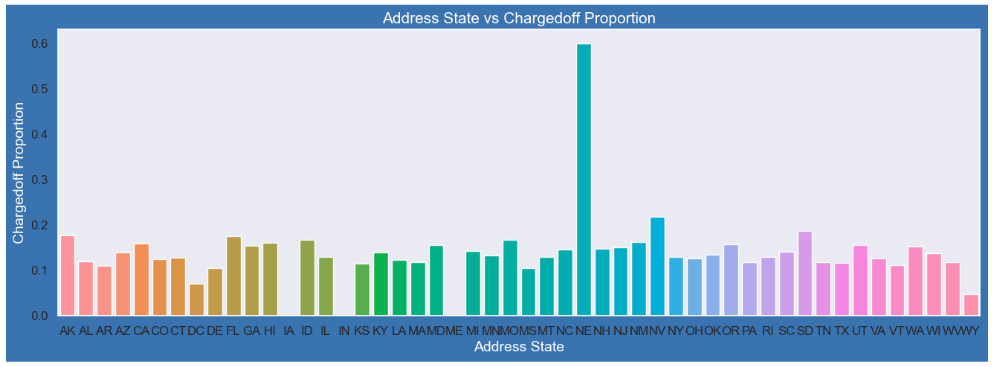 Address State vs Chargedoff Proportion
Chargedoff Proportion
0.6
0.5
0.4
0.3
0.2
0.1
0.0
AK AL AR AZ CA CO CT DC DE FL GA HI IA ID IL IN KS KY LA MA MD ME MI MN MO MS MT NC NE NH NJ NM NV NY OH OK OR PA RI SC SD TN TX UT VA VT WA WI WV WY
Address State